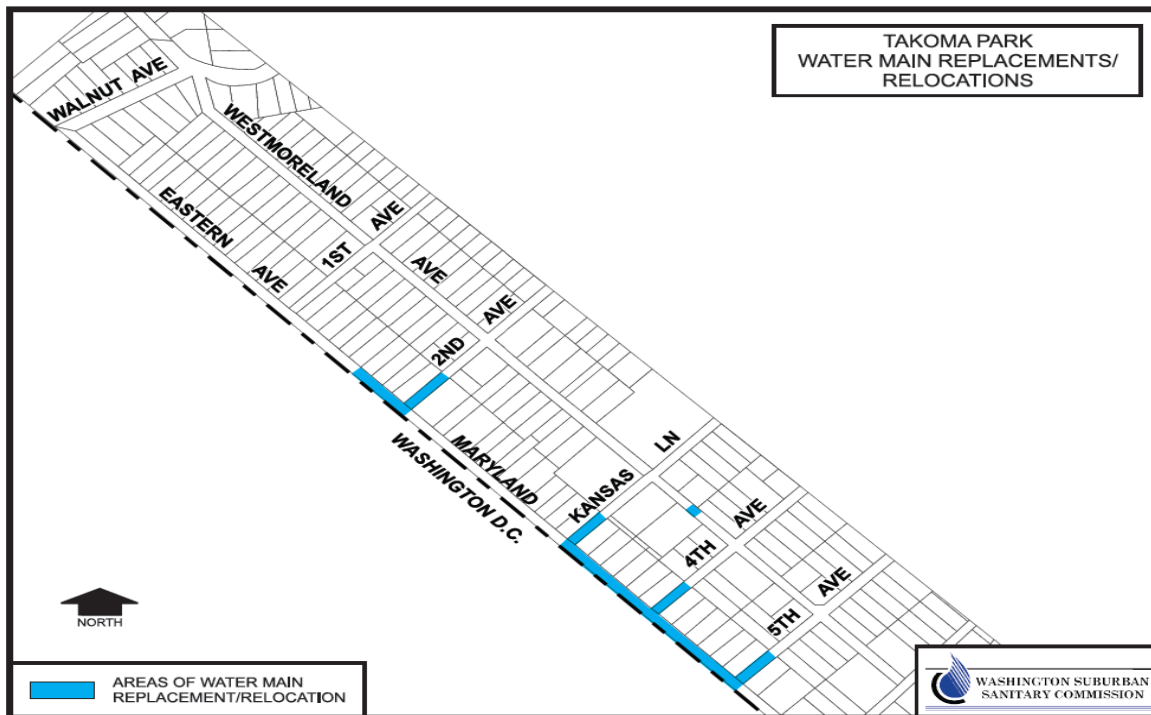 TAKOMA PARK
WATER MAIN REPLACEMENTS/
RELOCATIONS
WALNUT AVE
WESTMORELAND
AVE
EASTERN
AVE
1ST
AVE
2ND
AVE
MARYLAND
WASHINGTON D.C.
KANSAS
LN
4TH
AVE
5TH
AVE
NORTH
AREAS OF WATER MAIN
REPLACEMENT/RELOCATION
WASHINGTON SUBURBAN
SANITARY COMMISSION